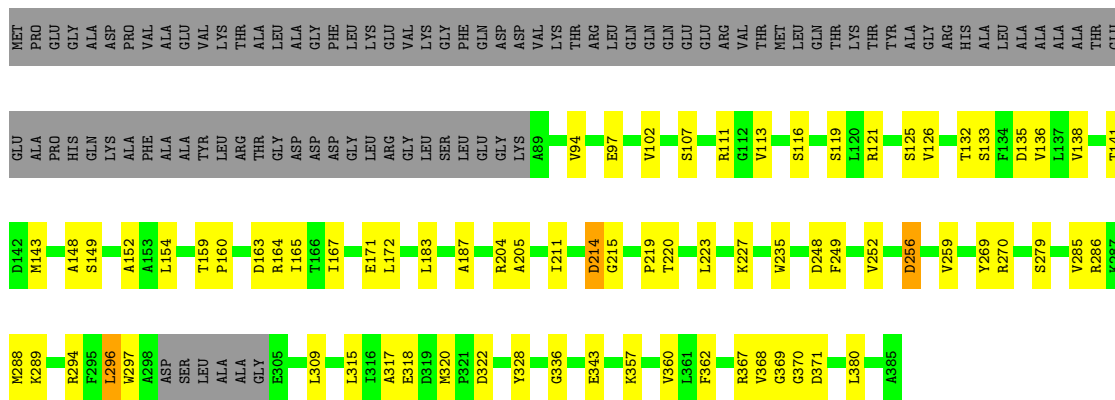 MET PRO GLU GLY ALA ASP PRO VAL ALA GLU VAL LYS THR ALA LEU ALA GLY PHE LEU LYS GLU VAL LYS GLY PHE GLN ASP ASP VAL LYS THR ARG LEU GLN GLN GLN GLU GLU ARG VAL THR MET LEU GLN THR LYS THR TYR ALA GLY ARG HIS ALA LEU ALA ALA ALA ALA THR GLU
GLU ALA PRO HIS GLN LYS ALA PHE ALA ALA TYR LEU ARG THR GLY ASP ASP ASP GLY LEU ARG GLY LEU SER LEU GLU GLY LYS A89 V94 E97 V102 S107 R111 G112 V113 S116 S119 L120 R121 S125 V126 T132 S133 F134 D135 V136 L137 V138 T141
D142 M143 A148 S149 A152 A153 L154 T159 P160 D163 R164 I165 T166 I167 E171 L172 L183 A187 R204 A205 I211 D214 G215 P219 T220 L223 K227 W235 D248 F249 V252 D256 V259 Y269 R270 S279 V285 R286 K287
M288 K289 R294 F295 L296 W297 A298 ASP SER LEU ALA ALA GLY E305 L309 L315 I316 A317 E318 D319 M320 P321 D322 Y328 G336 E343 K357 V360 L361 F362 R367 V368 G369 G370 D371 L380 A385